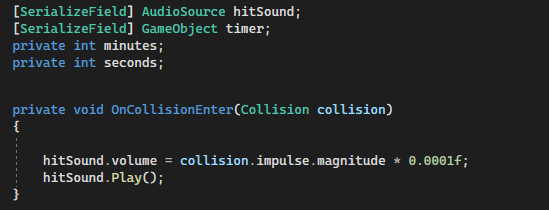 [SerializeField] AudioSource hitSound;
[SerializeField] GameObject timer;
private int minutes;
private int seconds;
private void OnCollisionEnter(Collision collision)
{
hitSound.volume = collision.impulse.magnitude * 0.0001f;
hitSound.Play();
}